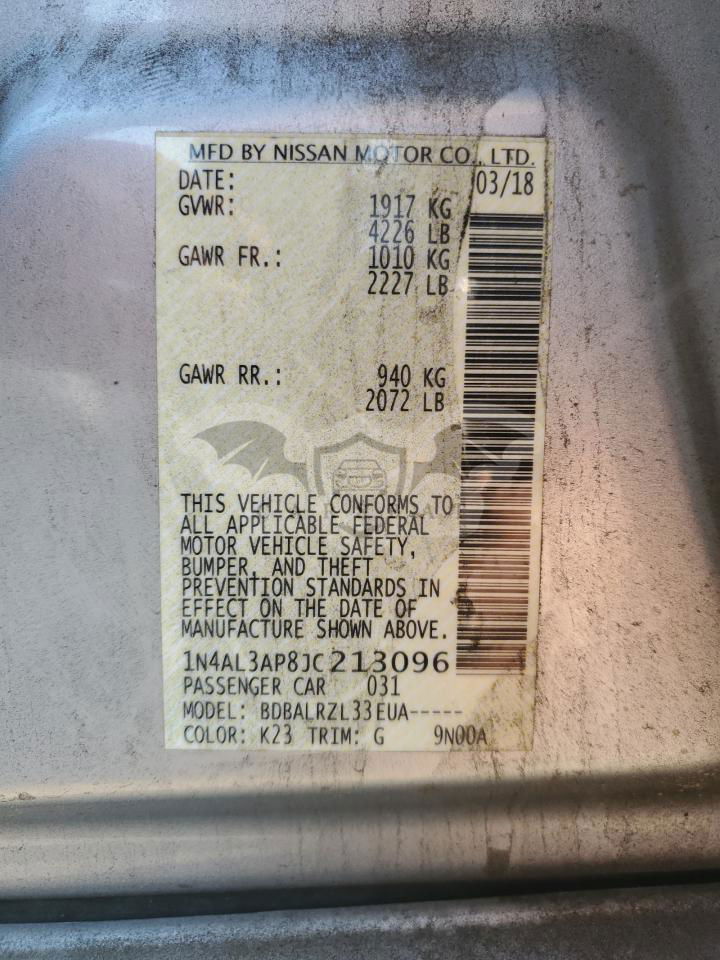 MFD BY NISSAN MOTOR CO., LTD.
DATE: 03/18
GVWR: 1917 KG
4226 LB
GAWR FR.: 1010 KG
2227 LB
GAWR RR.: 940 KG
2072 LB
THIS VEHICLE CONFORMS TO
ALL APPLICABLE FEDERAL
MOTOR VEHICLE SAFETY,
BUMPER, AND THEFT
PREVENTION STANDARDS IN
EFFECT ON THE DATE OF
MANUFACTURE SHOWN ABOVE.
1N4AL3AP8JC213096
PASSENGER CAR 031
MODEL: BDBALRZL33EUA-----
COLOR: K23 TRIM: G 9N00A